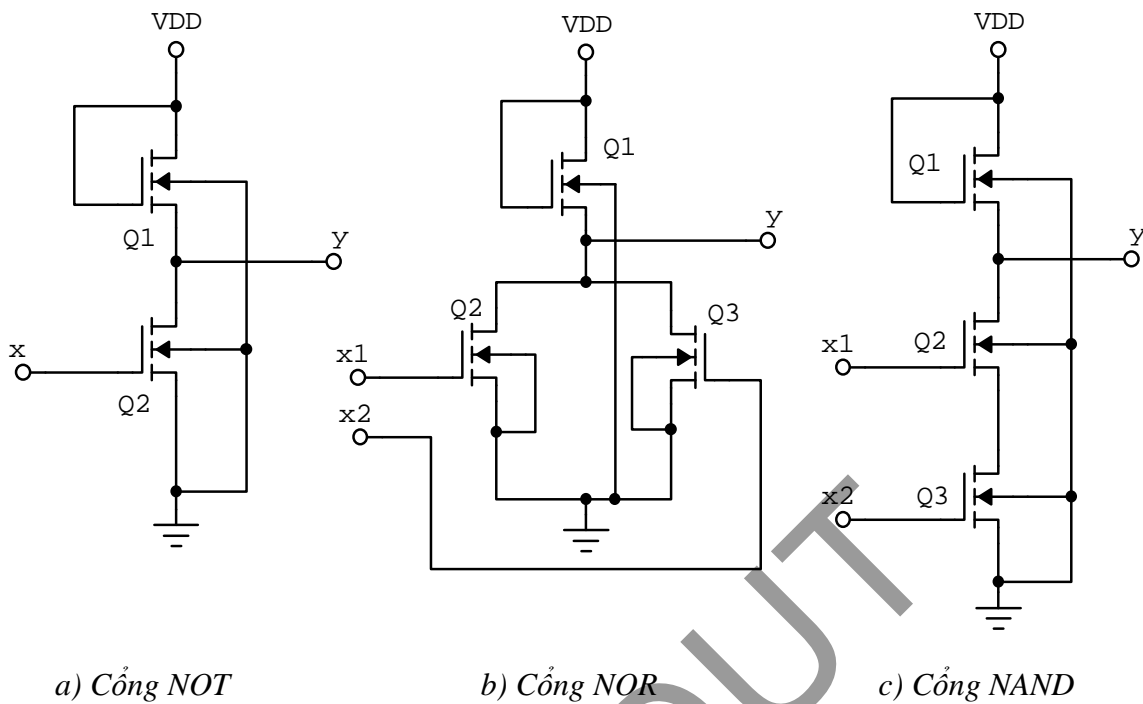 VDD
Q1
y
x
Q2
a) Cổng NOT
VDD
Q1
y
Q2
Q3
x1
x2
b) Cổng NOR
VDD
Q1
y
x1
Q2
x2
Q3
c) Cổng NAND
OUT